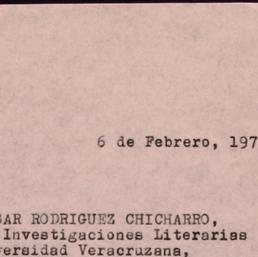 6 de Febrero, 197
SAR RODRIGUEZ CHICHARRO,
Investigaciones Literarias
versidad Veracruzana,